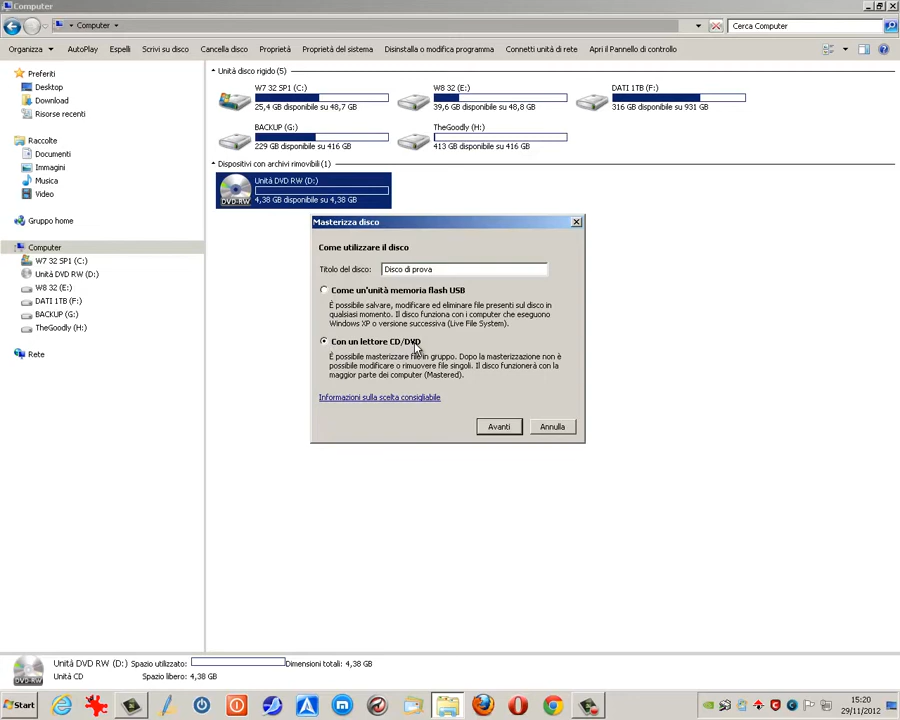 Computer
Computer
Cerca Computer
Organizza
AutoPlay
Espelli
Scrivi su disco
Cancella disco
Proprietà
Proprietà del sistema
Disinstalla o modifica programma
Connetti unità di rete
Apri il Pannello di controllo
Preferiti
Desktop
Download
Risorse recenti
Raccolte
Documenti
Immagini
Musica
Video
Gruppo home
Computer
W7 32 SP1 (C:)
Unità DVD RW (D:)
W8 32 (E:)
DATI 1TB (F:)
BACKUP (G:)
TheGoodly (H:)
Rete
Unità disco rigido (5)
W7 32 SP1 (C:)
25,4 GB disponibile su 48,7 GB
W8 32 (E:)
39,6 GB disponibile su 48,8 GB
DATI 1TB (F:)
316 GB disponibile su 931 GB
BACKUP (G:)
229 GB disponibile su 416 GB
TheGoodly (H:)
413 GB disponibile su 416 GB
Dispositivi con archivi rimovibili (1)
Unità DVD RW (D:)
4,38 GB disponibile su 4,38 GB
DVD-RW
Masterizza disco
Come utilizzare il disco
Titolo del disco:
Disco di prova
Come un'unità memoria flash USB
È possibile salvare, modificare ed eliminare file presenti sul disco in
qualsiasi momento. Il disco funziona con i computer che eseguono
Windows XP o versione successiva (Live File System).
Con un lettore CD/DVD
È possibile masterizzare file in gruppo. Dopo la masterizzazione non è
possibile modificare o rimuovere file singoli. Il disco funzionerà con la
maggior parte dei computer (Mastered).
Informazioni sulla scelta consigliabile
Avanti
Annulla
DVD-RW
Unità DVD RW (D:)
Spazio utilizzato:
Dimensioni totali: 4,38 GB
Unità CD
Spazio libero: 4,38 GB
Start
15:20
29/11/2012